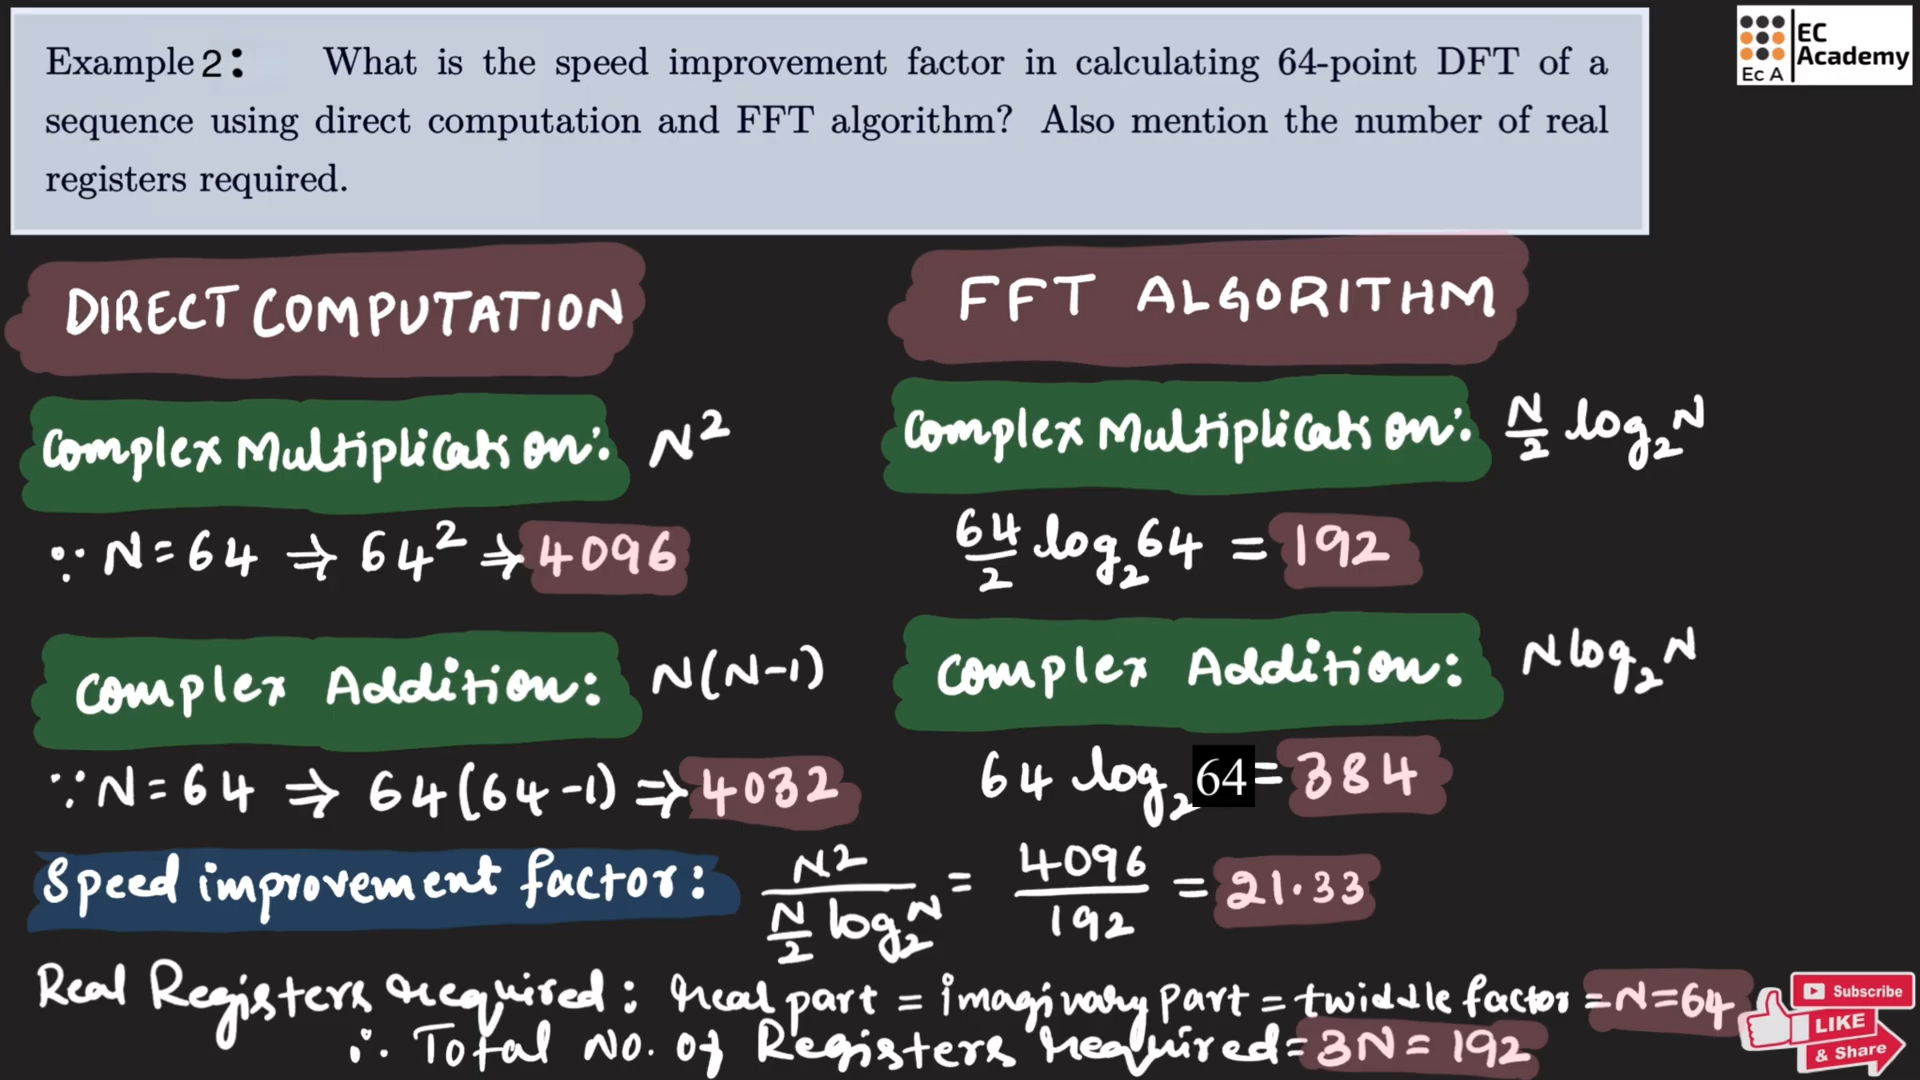 Example 2: What is the speed improvement factor in calculating 64-point DFT of a
sequence using direct computation and FFT algorithm? Also mention the number of real
registers required.
EC
Academy
Ec A
DIRECT COMPUTATION
Complex Multiplication: N²
∵ N = 64 ⇒ 64² ⇒ 4096
Complex Addition: N(N-1)
∵ N = 64 ⇒ 64(64-1) ⇒ 4032
FFT ALGORITHM
Complex Multiplication: N/2 log₂N
64/2 log₂64 = 192
Complex Addition: N log₂N
64 log₂64 = 384
Speed improvement factor: N²/(N/2 log₂N) = 4096/192 = 21.33
Real Registers required: real part = imaginary part = twiddle factor = N = 64
∴ Total No. of Registers required = 3N = 192
Subscribe
LIKE
& Share